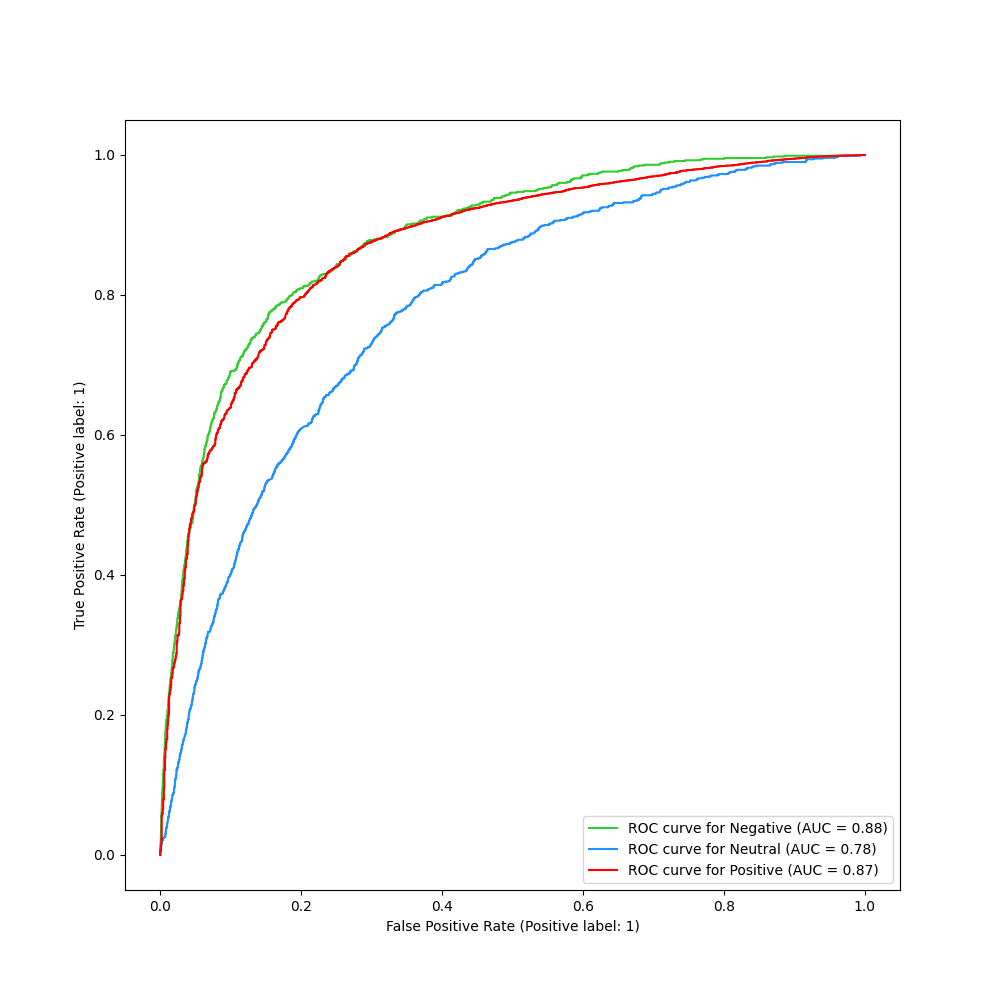 1.0
0.8
0.6
0.4
0.2
0.0
True Positive Rate (Positive label: 1)
ROC curve for Negative (AUC = 0.88)
ROC curve for Neutral (AUC = 0.78)
ROC curve for Positive (AUC = 0.87)
0.0 0.2 0.4 0.6 0.8 1.0
False Positive Rate (Positive label: 1)